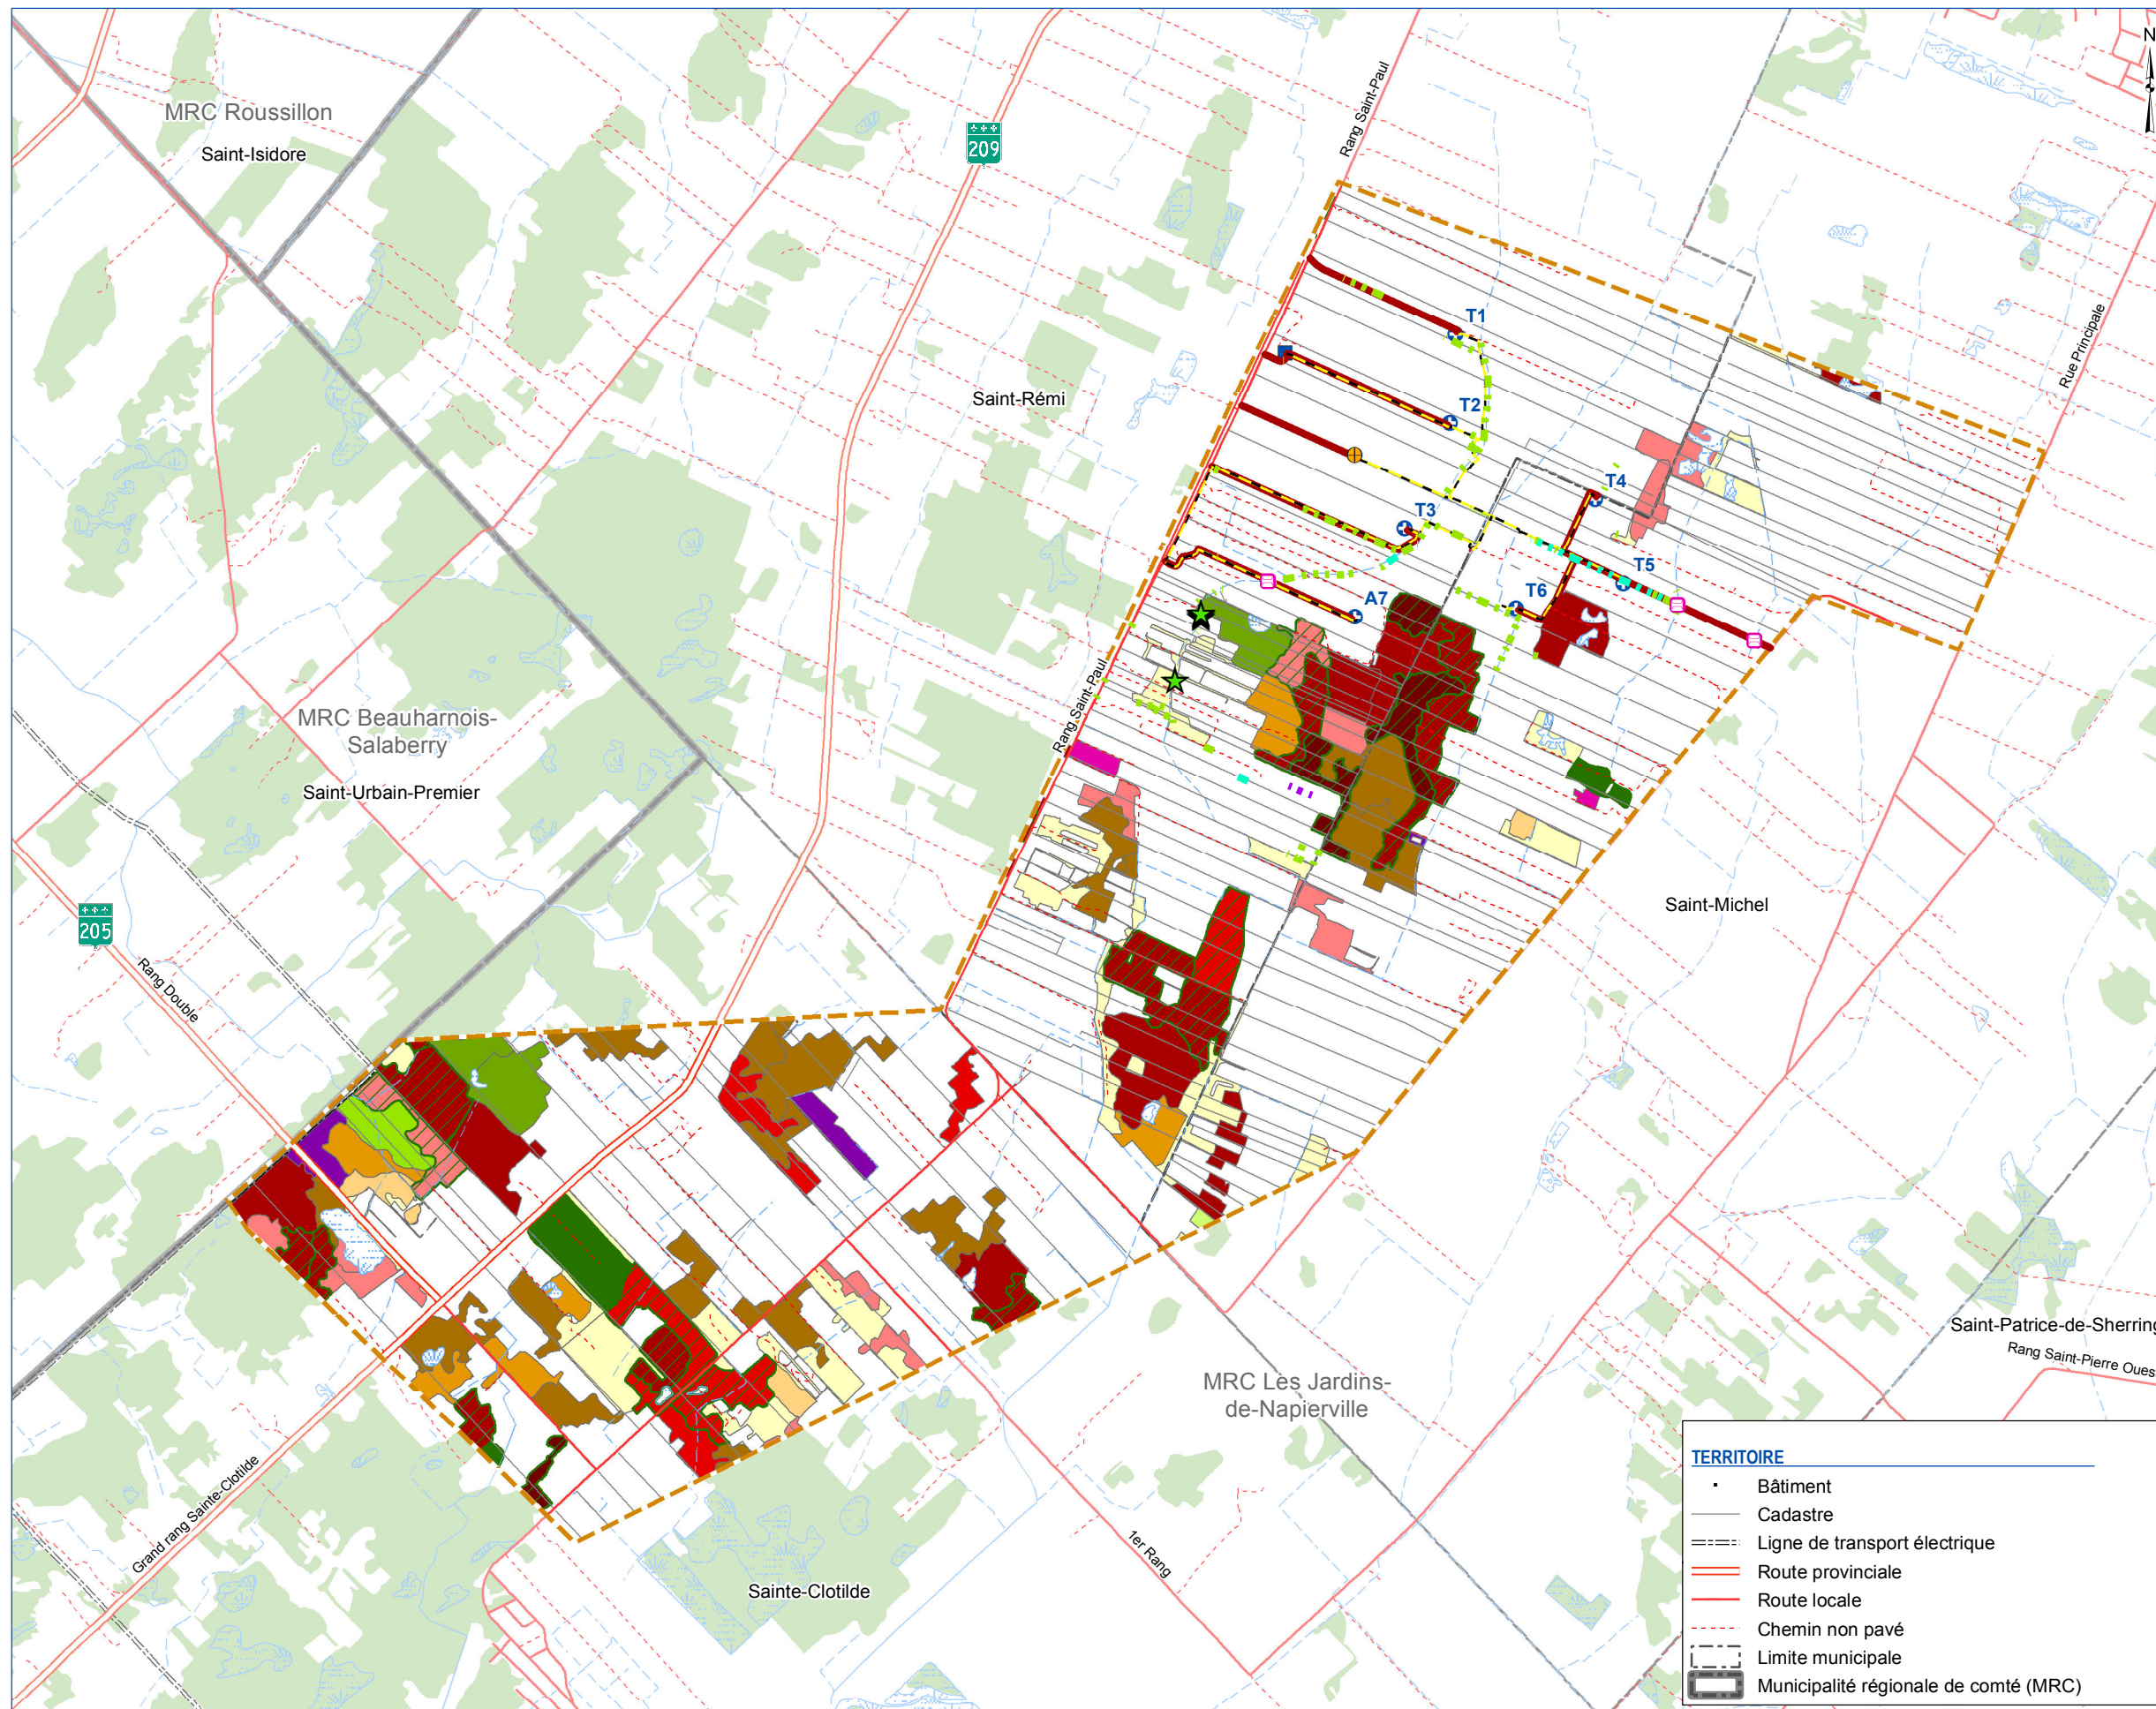 N
MRC Roussillon
Saint-Isidore
209
Rang Saint-Paul
Rue Principale
T1
Saint-Rémi
T2
T4
T3
T5
T6
A7
Rang Saint-Paul
MRC Beauharnois-
Salaberry
Saint-Urbain-Premier
205
Rang Double
Saint-Michel
Saint-Patrice-de-Sherring
Rang Saint-Pierre Oues
MRC Les Jardins-
de-Napierville
Grand rang Sainte-Clotilde
1er Rang
Sainte-Clotilde
TERRITOIRE
Bâtiment
Cadastre
Ligne de transport électrique
Route provinciale
Route locale
Chemin non pavé
Limite municipale
Municipalité régionale de comté (MRC)